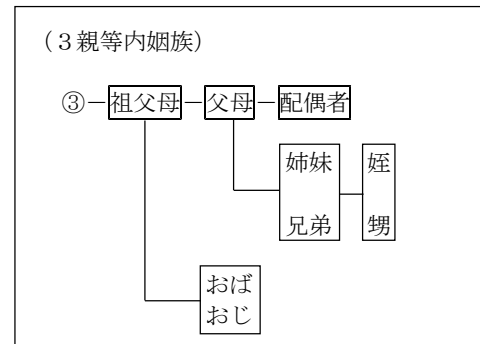 （３親等内姻族）
③－祖父母－父母－配偶者
姉妹
兄弟
姪
甥
おば
おじ